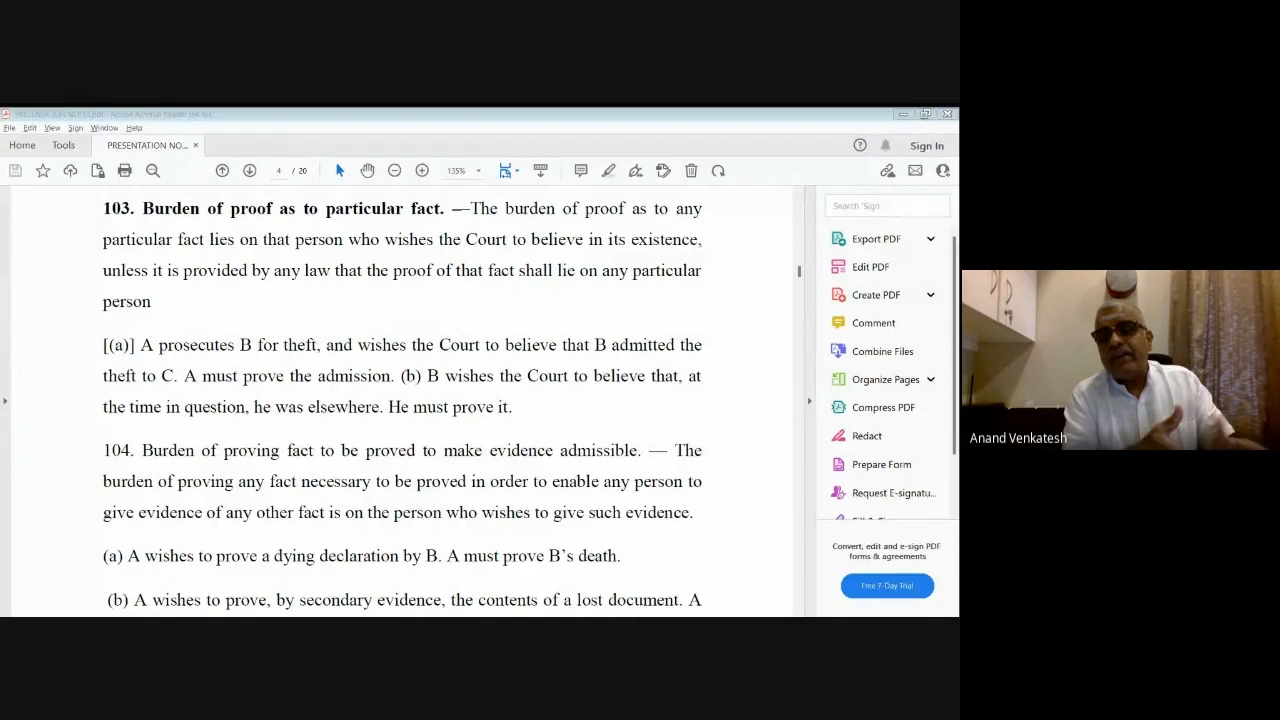 PRESENTATION NOTES.pdf - Adobe Acrobat Reader (64-bit)
File Edit View Sign Window Help
Home Tools PRESENTATION NO... × Sign In
4 / 20 135%
103. Burden of proof as to particular fact. —The burden of proof as to any
particular fact lies on that person who wishes the Court to believe in its existence,
unless it is provided by any law that the proof of that fact shall lie on any particular
person
[(a)] A prosecutes B for theft, and wishes the Court to believe that B admitted the
theft to C. A must prove the admission. (b) B wishes the Court to believe that, at
the time in question, he was elsewhere. He must prove it.
104. Burden of proving fact to be proved to make evidence admissible. — The
burden of proving any fact necessary to be proved in order to enable any person to
give evidence of any other fact is on the person who wishes to give such evidence.
(a) A wishes to prove a dying declaration by B. A must prove B’s death.
(b) A wishes to prove, by secondary evidence, the contents of a lost document. A
Search 'Sign
Export PDF
Edit PDF
Create PDF
Comment
Combine Files
Organize Pages
Compress PDF
Redact
Prepare Form
Request E-signatu...
Convert, edit and e-sign PDF
forms & agreements
Free 7-Day Trial
Anand Venkatesh